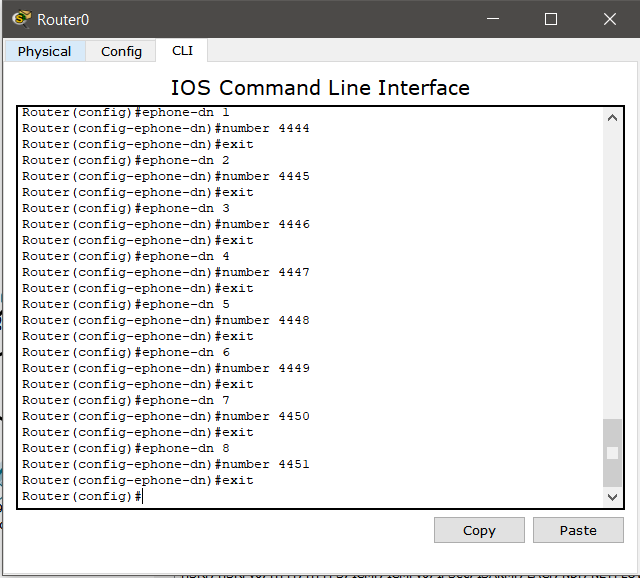 Router0
Physical Config CLI
IOS Command Line Interface
Router(config)#ephone-dn 1
Router(config-ephone-dn)#number 4444
Router(config-ephone-dn)#exit
Router(config)#ephone-dn 2
Router(config-ephone-dn)#number 4445
Router(config-ephone-dn)#exit
Router(config)#ephone-dn 3
Router(config-ephone-dn)#number 4446
Router(config-ephone-dn)#exit
Router(config)#ephone-dn 4
Router(config-ephone-dn)#number 4447
Router(config-ephone-dn)#exit
Router(config)#ephone-dn 5
Router(config-ephone-dn)#number 4448
Router(config-ephone-dn)#exit
Router(config)#ephone-dn 6
Router(config-ephone-dn)#number 4449
Router(config-ephone-dn)#exit
Router(config)#ephone-dn 7
Router(config-ephone-dn)#number 4450
Router(config-ephone-dn)#exit
Router(config)#ephone-dn 8
Router(config-ephone-dn)#number 4451
Router(config-ephone-dn)#exit
Router(config)#
Copy Paste